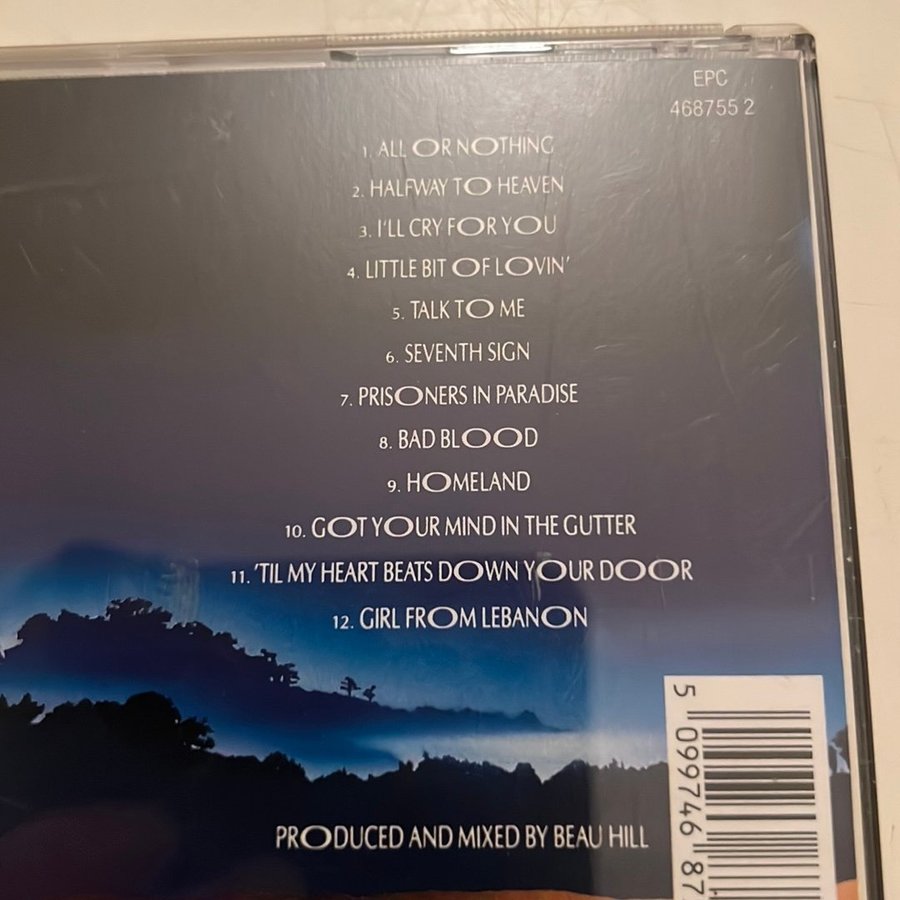 EPC
468755 2
1. ALL OR NOTHING
2. HALFWAY TO HEAVEN
3. I'LL CRY FOR YOU
4. LITTLE BIT OF LOVIN'
5. TALK TO ME
6. SEVENTH SIGN
7. PRISONERS IN PARADISE
8. BAD BLOOD
9. HOMELAND
10. GOT YOUR MIND IN THE GUTTER
11. 'TIL MY HEART BEATS DOWN YOUR DOOR
12. GIRL FROM LEBANON
5 099746 87
PRODUCED AND MIXED BY BEAU HILL